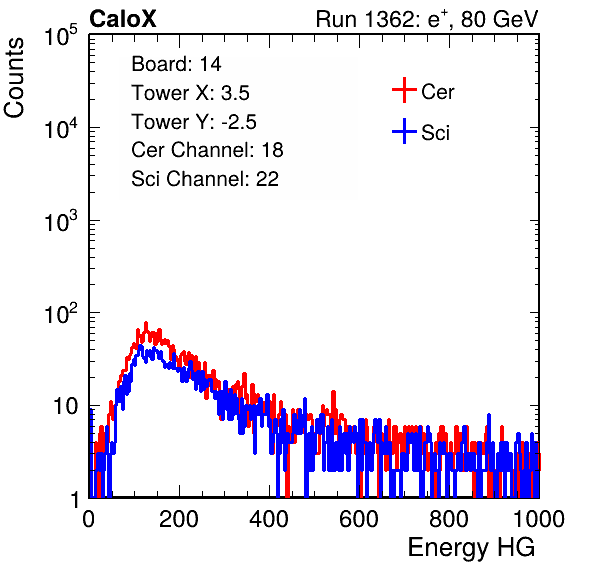 CaloX Run 1362: e⁺, 80 GeV
Board: 14
Tower X: 3.5
Tower Y: -2.5
Cer Channel: 18
Sci Channel: 22
Cer
Sci
Counts
10⁵
10⁴
10³
10²
10
1
0 200 400 600 800 1000
Energy HG